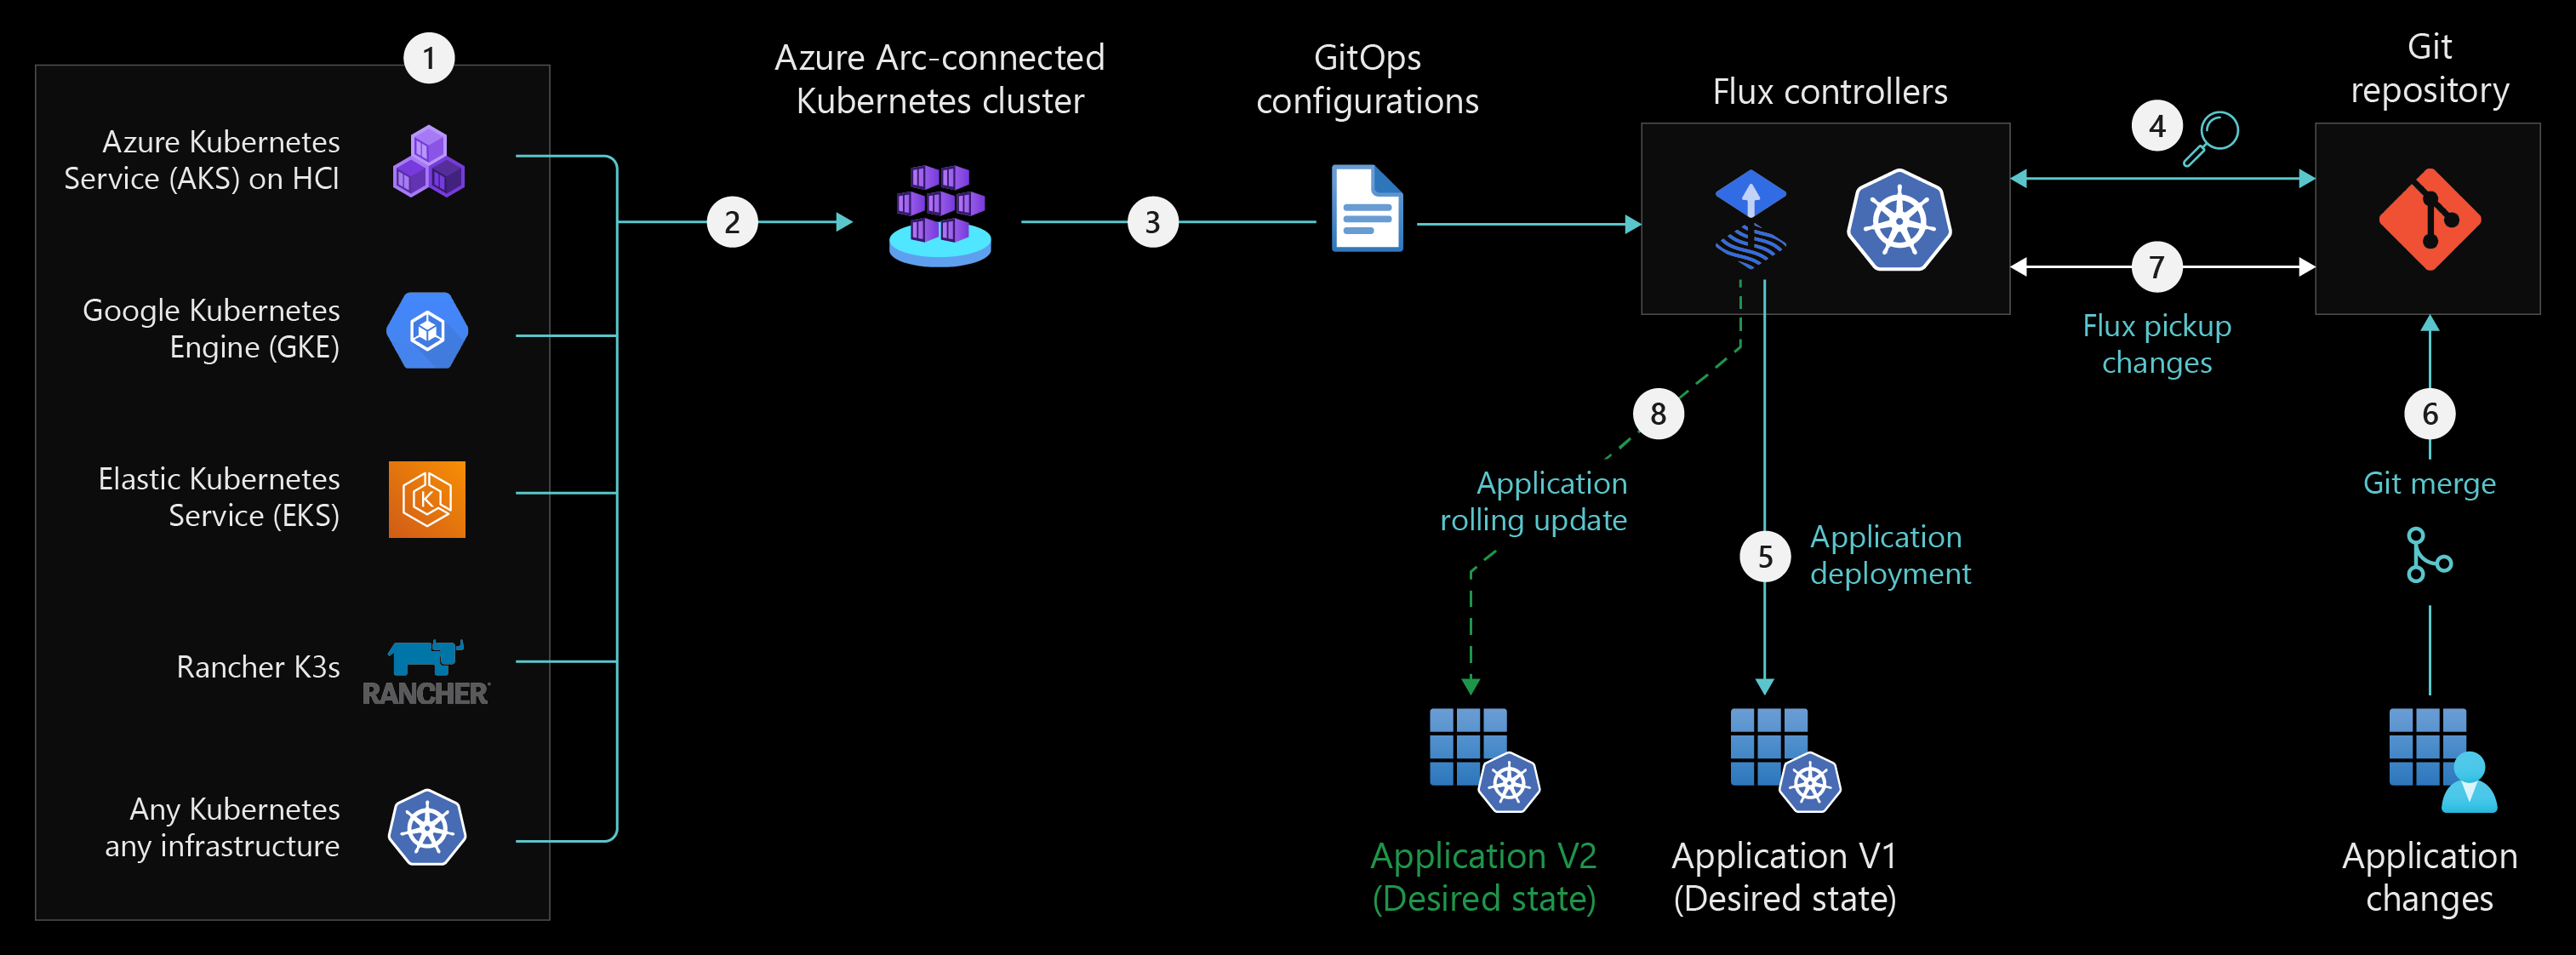 1
Azure Kubernetes
Service (AKS) on HCI
Google Kubernetes
Engine (GKE)
Elastic Kubernetes
Service (EKS)
Rancher K3s
RANCHER
Any Kubernetes
any infrastructure
2
Azure Arc-connected
Kubernetes cluster
3
GitOps
configurations
Flux controllers
4
Git
repository
7
Flux pickup
changes
8
Application
rolling update
5
Application
deployment
6
Git merge
Application V2
(Desired state)
Application V1
(Desired state)
Application
changes
K